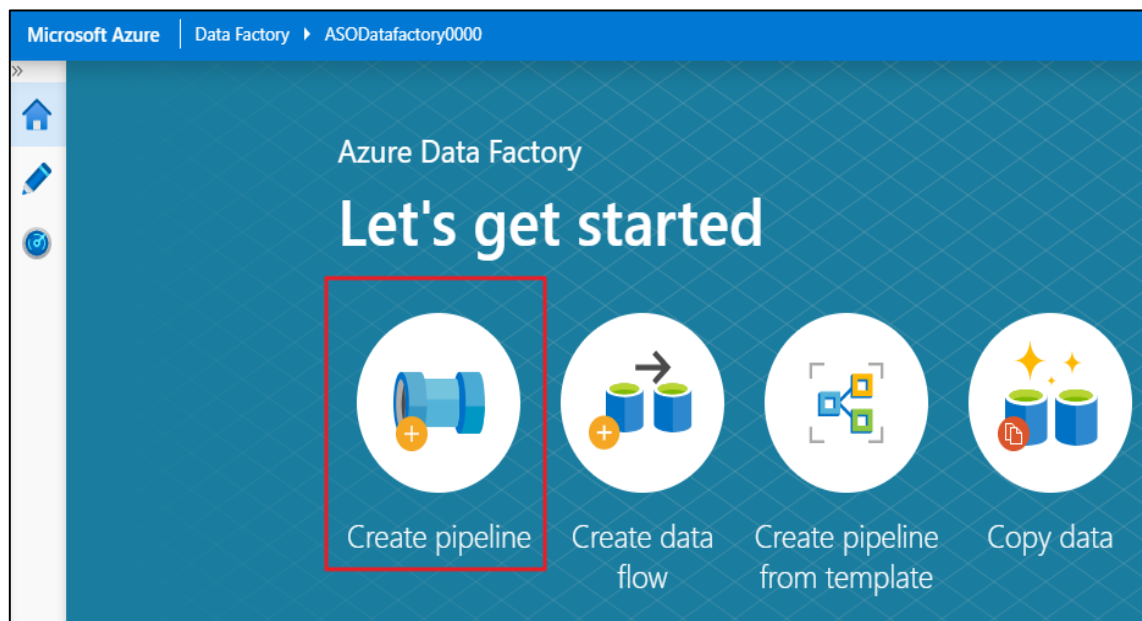 Microsoft Azure Data Factory ASODatafactory0000
Azure Data Factory
Let's get started
Create pipeline
Create data
flow
Create pipeline
from template
Copy data